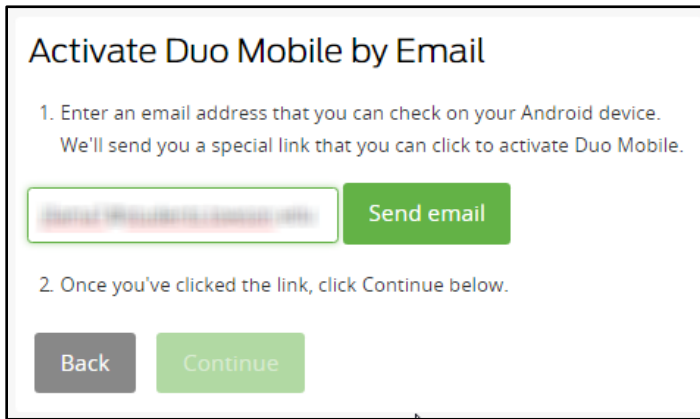 Activate Duo Mobile by Email
1. Enter an email address that you can check on your Android device.
We'll send you a special link that you can click to activate Duo Mobile.
Send email
2. Once you've clicked the link, click Continue below.
Back
Continue